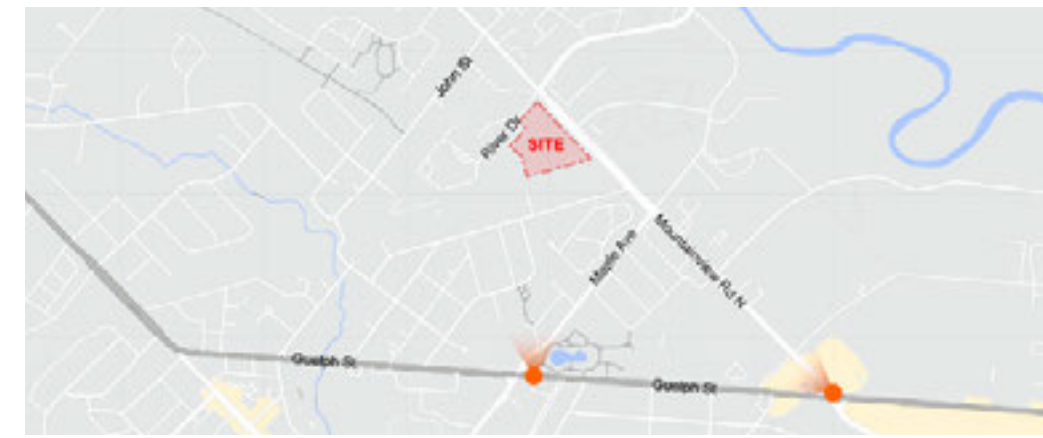 John St
River Dr
SITE
Maple Ave
Mountainview Rd N
Guelph St
Guelph St